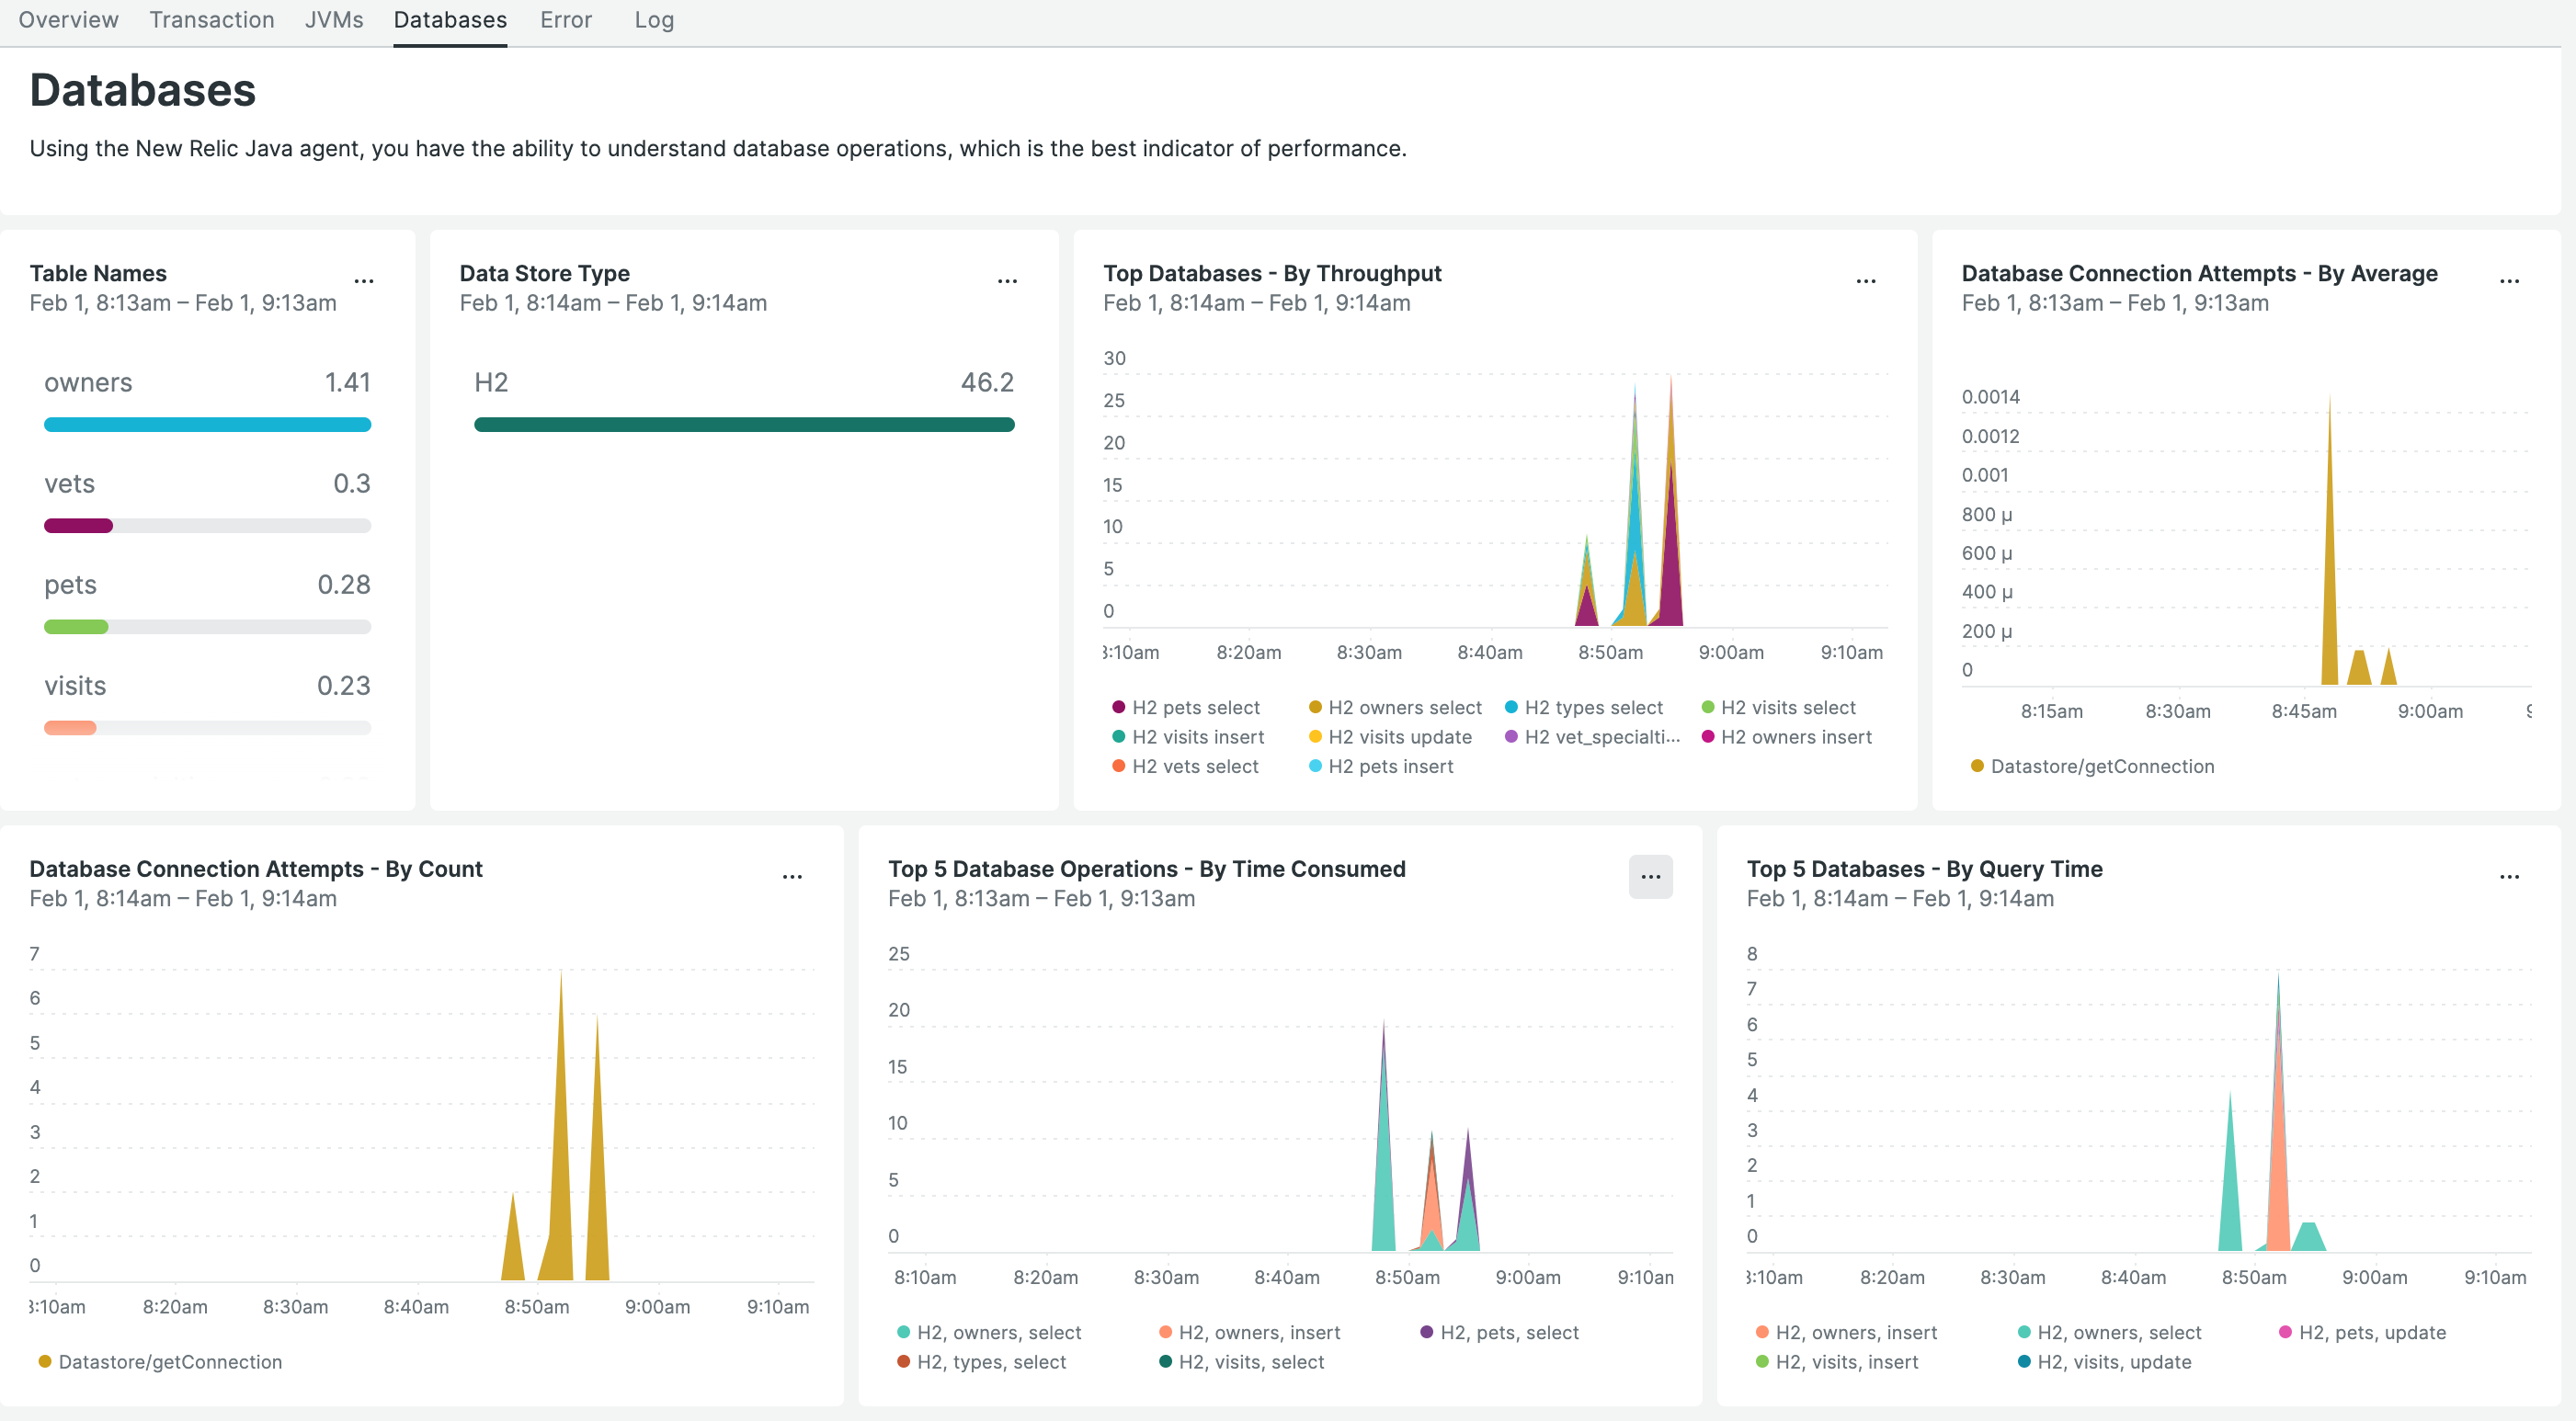 Overview Transaction JVMs Databases Error Log
Databases
Using the New Relic Java agent, you have the ability to understand database operations, which is the best indicator of performance.
Table Names
...
Feb 1, 8:13am – Feb 1, 9:13am
owners 1.41
vets 0.3
pets 0.28
visits 0.23
Data Store Type
...
Feb 1, 8:14am – Feb 1, 9:14am
H2 46.2
Top Databases - By Throughput
...
Feb 1, 8:14am – Feb 1, 9:14am
30
25
20
15
10
5
0
8:10am 8:20am 8:30am 8:40am 8:50am 9:00am 9:10am
H2 pets select H2 owners select H2 types select H2 visits select
H2 visits insert H2 visits update H2 vet_specialti... H2 owners insert
H2 vets select H2 pets insert
Database Connection Attempts - By Average
...
Feb 1, 8:13am – Feb 1, 9:13am
0.0014
0.0012
0.001
800 µ
600 µ
400 µ
200 µ
0
8:15am 8:30am 8:45am 9:00am
Datastore/getConnection
Database Connection Attempts - By Count
...
Feb 1, 8:14am – Feb 1, 9:14am
7
6
5
4
3
2
1
0
8:10am 8:20am 8:30am 8:40am 8:50am 9:00am 9:10am
Datastore/getConnection
Top 5 Database Operations - By Time Consumed
...
Feb 1, 8:13am – Feb 1, 9:13am
25
20
15
10
5
0
8:10am 8:20am 8:30am 8:40am 8:50am 9:00am 9:10am
H2, owners, select H2, owners, insert H2, pets, select
H2, types, select H2, visits, select
Top 5 Databases - By Query Time
...
Feb 1, 8:14am – Feb 1, 9:14am
8
7
6
5
4
3
2
1
0
8:10am 8:20am 8:30am 8:40am 8:50am 9:00am 9:10am
H2, owners, insert H2, owners, select H2, pets, update
H2, visits, insert H2, visits, update